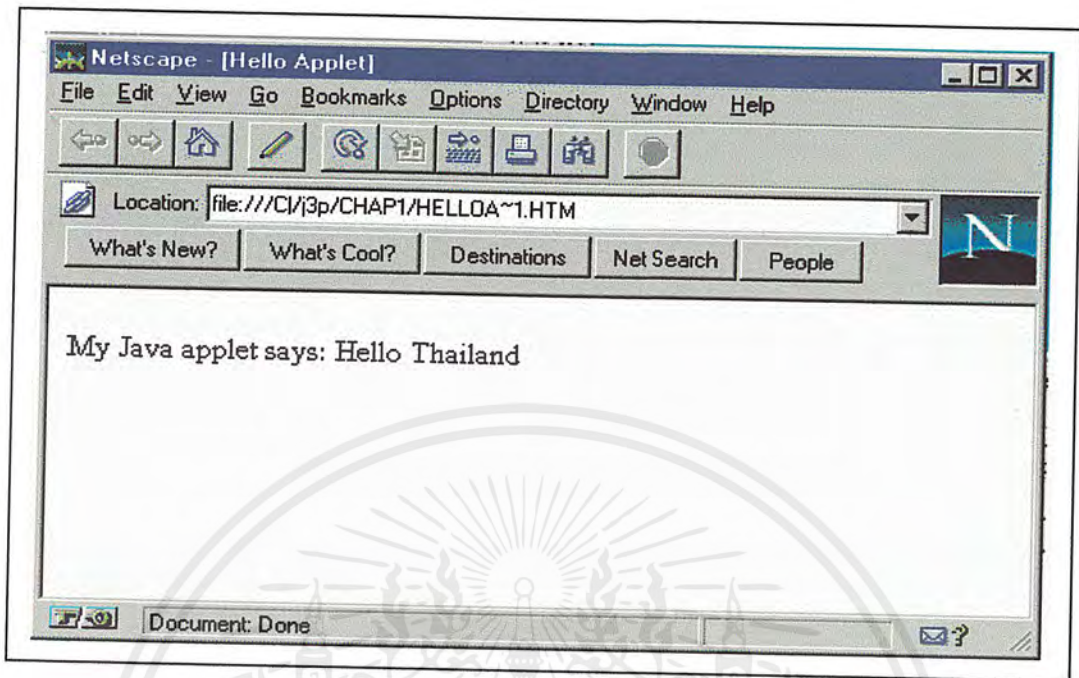 Netscape - [Hello Applet]
File Edit View Go Bookmarks Options Directory Window Help
Location: file:///C|/j3p/CHAP1/HELLOA~1.HTM
N
What's New? What's Cool? Destinations Net Search People
My Java applet says: Hello Thailand
Document: Done